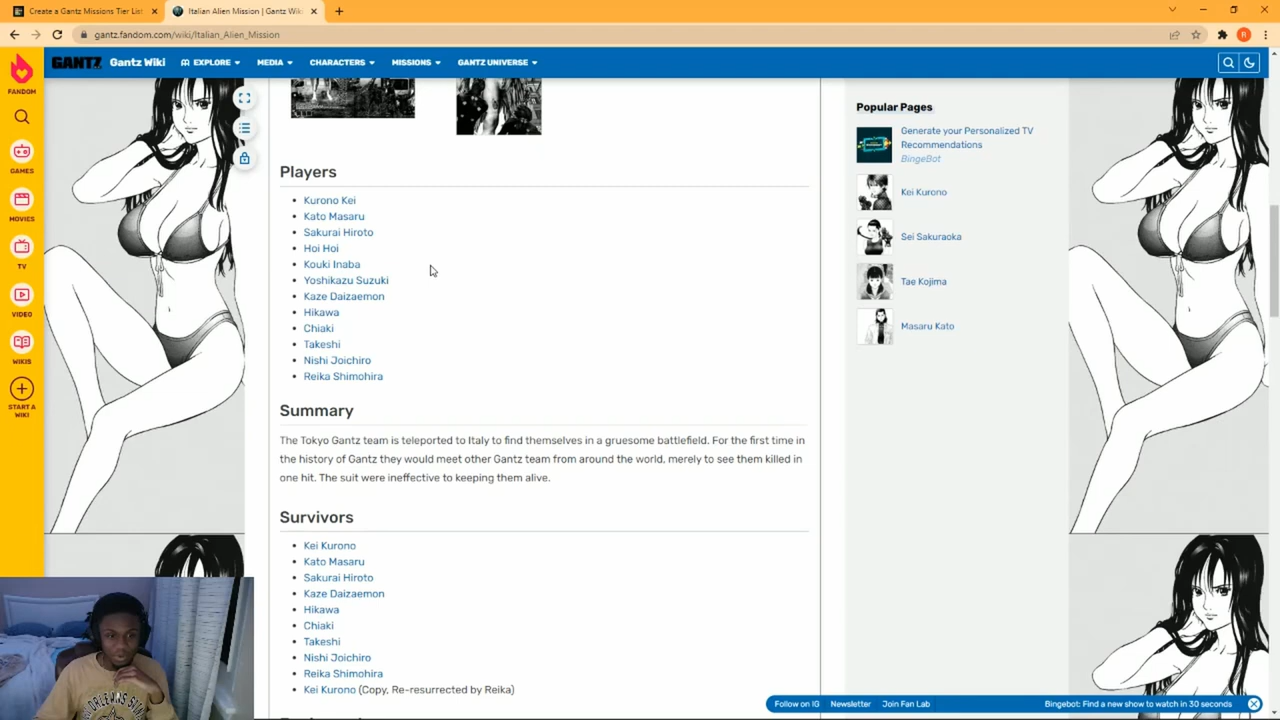 Create a Gantz Missions Tier List
Italian Alien Mission | Gantz Wiki
gantz.fandom.com/wiki/Italian_Alien_Mission
R
FANDOM
GANTZ
Gantz Wiki
EXPLORE
MEDIA
CHARACTERS
MISSIONS
GANTZ UNIVERSE
GAMES
MOVIES
TV
VIDEO
WIKIS
START A
WIKI
Players
Kurono Kei
Kato Masaru
Sakurai Hiroto
Hoi Hoi
Kouki Inaba
Yoshikazu Suzuki
Kaze Daizaemon
Hikawa
Chiaki
Takeshi
Nishi Joichiro
Reika Shimohira
Summary
The Tokyo Gantz team is teleported to Italy to find themselves in a gruesome battlefield. For the first time in
the history of Gantz they would meet other Gantz team from around the world, merely to see them killed in
one hit. The suit were ineffective to keeping them alive.
Survivors
Kei Kurono
Kato Masaru
Sakurai Hiroto
Kaze Daizaemon
Hikawa
Chiaki
Takeshi
Nishi Joichiro
Reika Shimohira
Kei Kurono (Copy, Re-resurrected by Reika)
Popular Pages
Generate your Personalized TV
Recommendations
BingeBot
Kei Kurono
Sei Sakuraoka
Tae Kojima
Masaru Kato
Follow on IG
Newsletter
Join Fan Lab
Bingebot: Find a new show to watch in 30 seconds